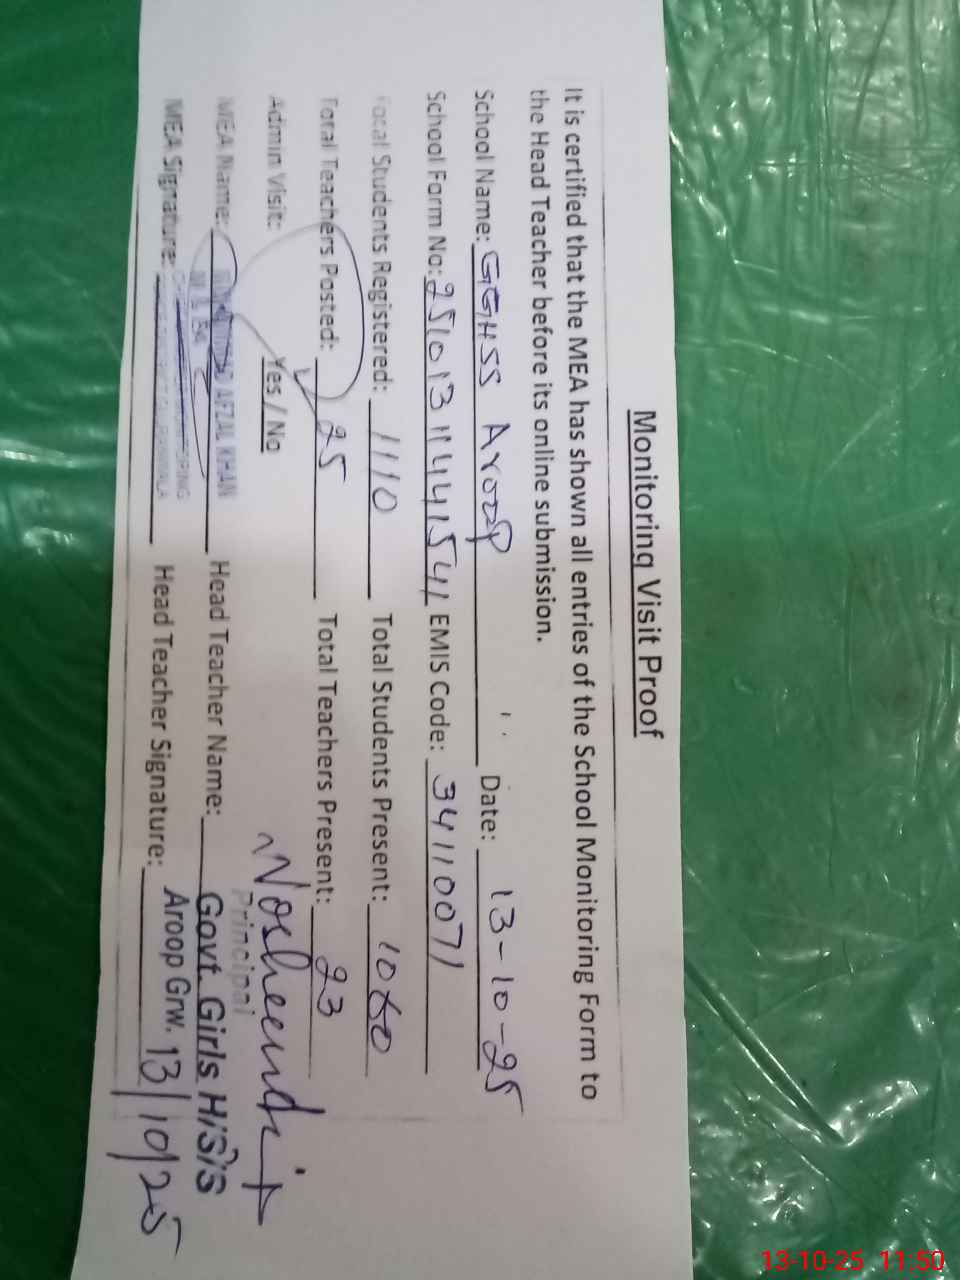 Monitoring Visit Proof
It is certified that the MEA has shown all entries of the School Monitoring Form to
the Head Teacher before its online submission.
School Name: GGHSS Aroop Date: 13-10-25
School Form No: EMIS Code: 34110071
Total Students Registered: 1110 Total Students Present: 1060
Total Teachers Posted: 25 Total Teachers Present: 23
Admin Visit: Yes / No
MEA Name: AFZAL KHAN Head Teacher Name:
MEA Signature: Head Teacher Signature:
Principal
Govt. Girls H/S/S
Aroop Grw. 13/10/25
13-10-25 11:50